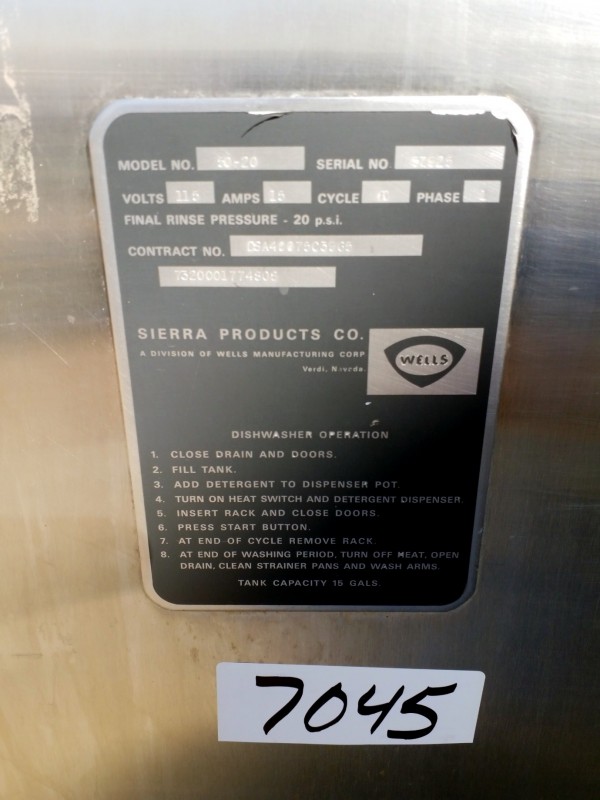 MODEL NO. SERIAL NO
VOLTS 115 AMPS 15 CYCLE PHASE 1
FINAL RINSE PRESSURE - 20 p.s.i.
CONTRACT NO.
SIERRA PRODUCTS CO.
A DIVISION OF WELLS MANUFACTURING CORP
WELLS
Verdi,
DISHWASHER OPERATION
1. CLOSE DRAIN AND DOORS.
2. FILL TANK.
3. ADD DETERGENT TO DISPENSER POT.
4. TURN ON HEAT SWITCH AND DETERGENT DISPENSER.
5. INSERT RACK AND CLOSE DOORS.
6. PRESS START BUTTON.
7. AT END OF CYCLE REMOVE RACK.
8. AT END OF WASHING PERIOD, TURN OFF HEAT, OPEN
DRAIN, CLEAN STRAINER PANS AND WASH ARMS.
TANK CAPACITY 15 GALS.
7045